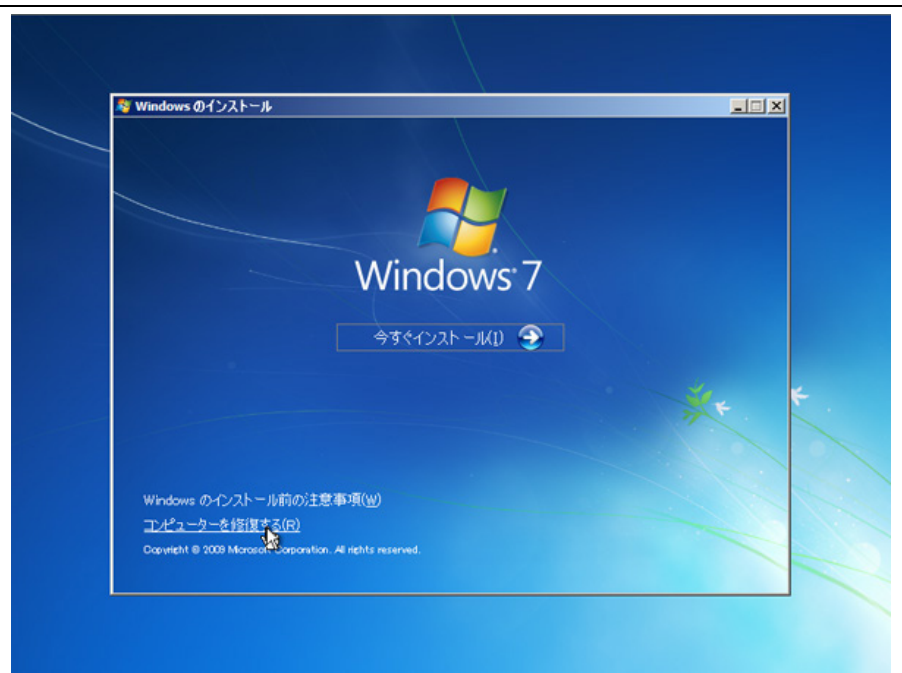 Windows のインストール
Windows 7
今すぐインストール(I)
Windows のインストール前の注意事項(W)
コンピューターを修復する(R)
Copyright © 2009 Microsoft Corporation. All rights reserved.